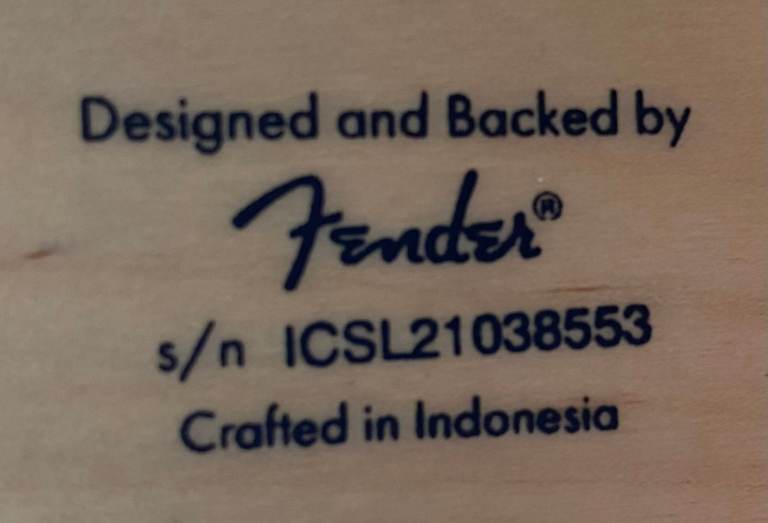 Designed and Backed by
Fender®
s/n ICSL21038553
Crafted in Indonesia